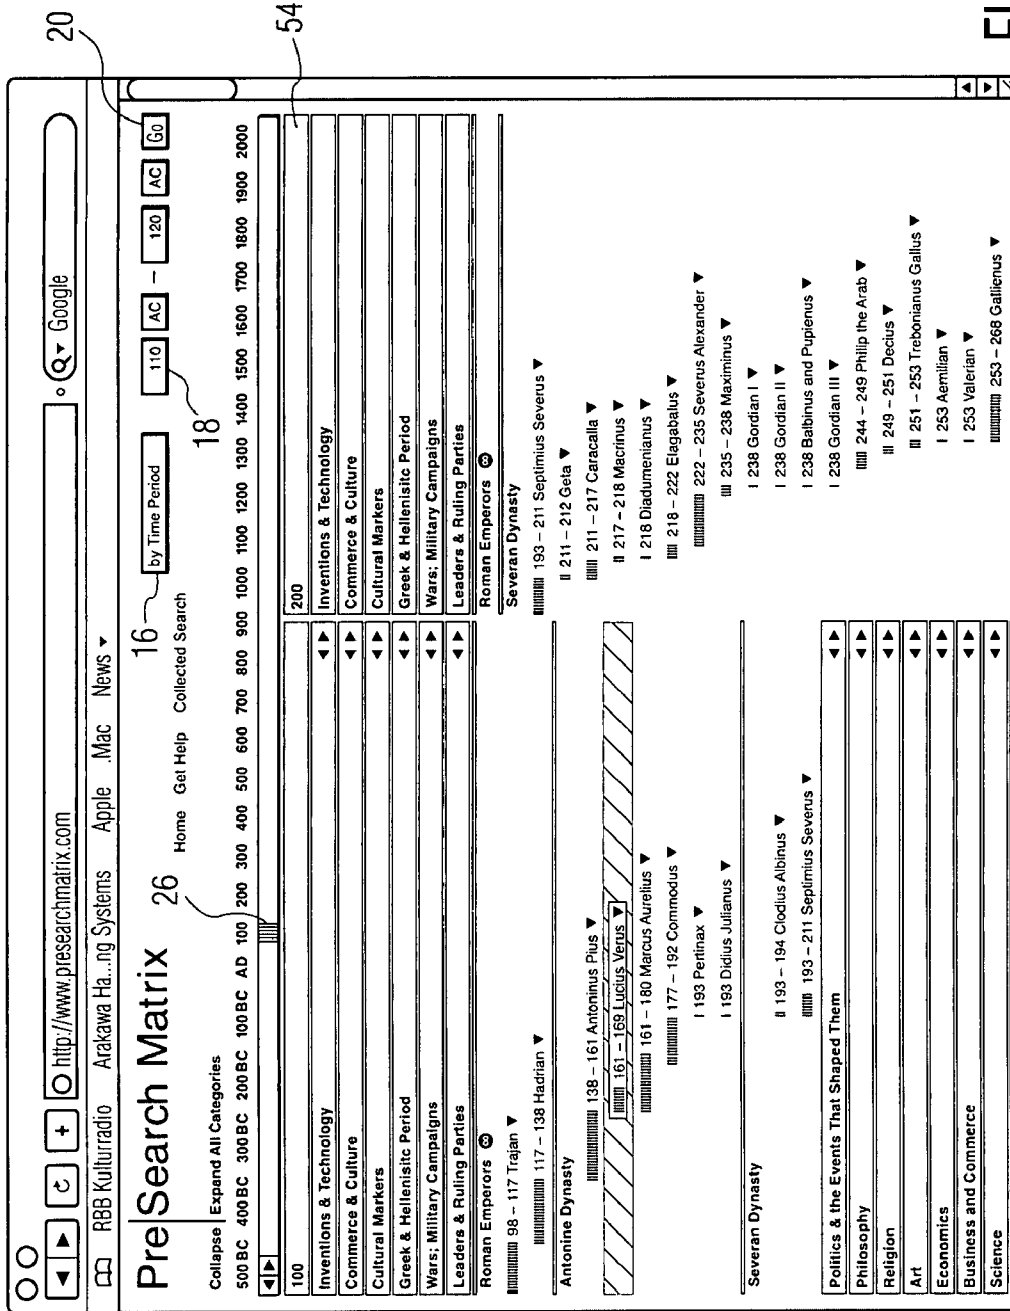 20
54
http://www.presearchmatrix.com
Google
RBB Kulturradio Arakawa Ha...ng Systems Apple .Mac News
PreSearch Matrix
26
16
by Time Period
110 AC – 120 AC Go
18
Home Get Help Collected Search
Collapse Expand All Categories
500 BC 400 BC 300 BC 200 BC 100 BC AD 100 200 300 400 500 600 700 800 900 1000 1100 1200 1300 1400 1500 1600 1700 1800 1900 2000
100
Inventions & Technology
Commerce & Culture
Cultural Markers
Greek & Hellenisitc Period
Wars; Military Campaigns
Leaders & Ruling Parties
Roman Emperors
98 – 117 Trajan
117 – 138 Hadrian
Antonine Dynasty
138 – 161 Antoninus Pius
161 – 169 Lucius Verus
161 – 180 Marcus Aurelius
177 – 192 Commodus
193 Pertinax
193 Didius Julianus
Severan Dynasty
193 – 194 Clodius Albinus
193 – 211 Septimius Severus
Politics & the Events That Shaped Them
Philosophy
Religion
Art
Economics
Business and Commerce
Science
200
Inventions & Technology
Commerce & Culture
Cultural Markers
Greek & Hellenisitc Period
Wars; Military Campaigns
Leaders & Ruling Parties
Roman Emperors
Severan Dynasty
193 – 211 Septimius Severus
211 – 212 Geta
211 – 217 Caracalla
217 – 218 Macrinus
218 Diadumenianus
218 – 222 Elagabalus
222 – 235 Severus Alexander
235 – 238 Maximinus
238 Gordian I
238 Gordian II
238 Balbinus and Pupienus
238 Gordian III
244 – 249 Philip the Arab
249 – 251 Decius
251 – 253 Trebonianus Gallus
253 Aemilian
253 Valerian
253 – 268 Gallienus